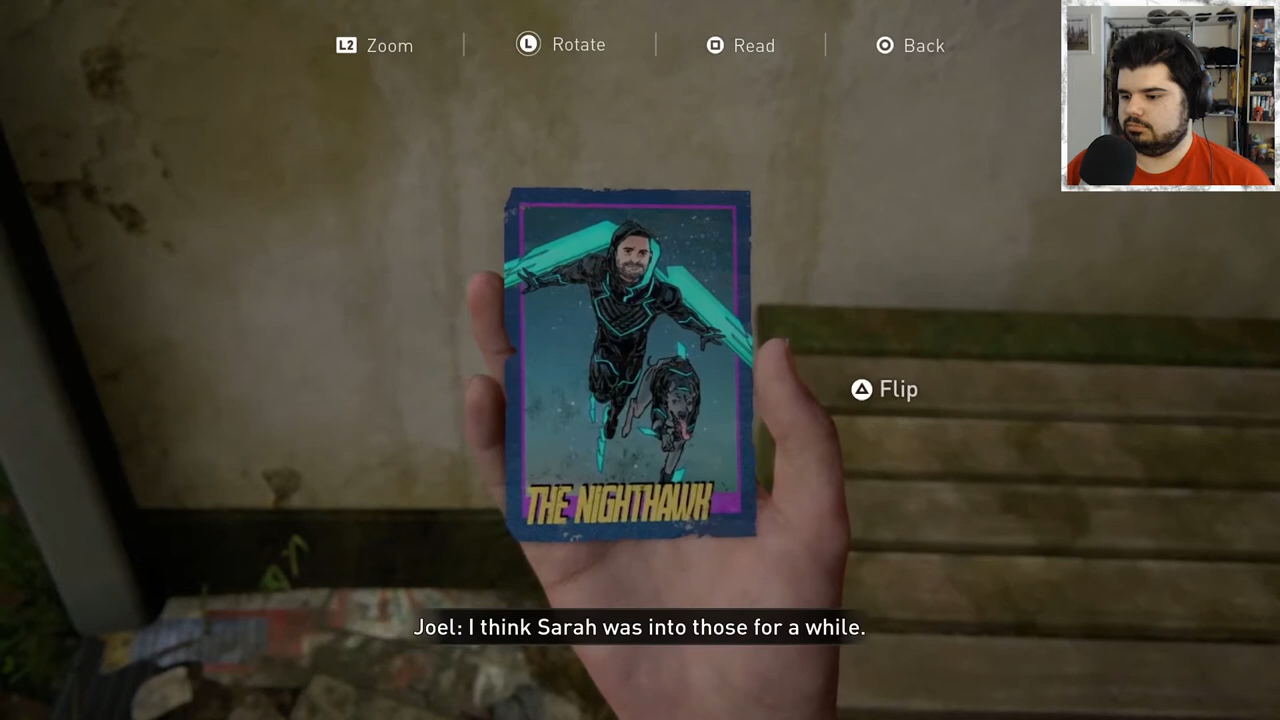 L2 Zoom
L Rotate
Read
Back
Flip
THE NIGHTHAWK
Joel: I think Sarah was into those for a while.